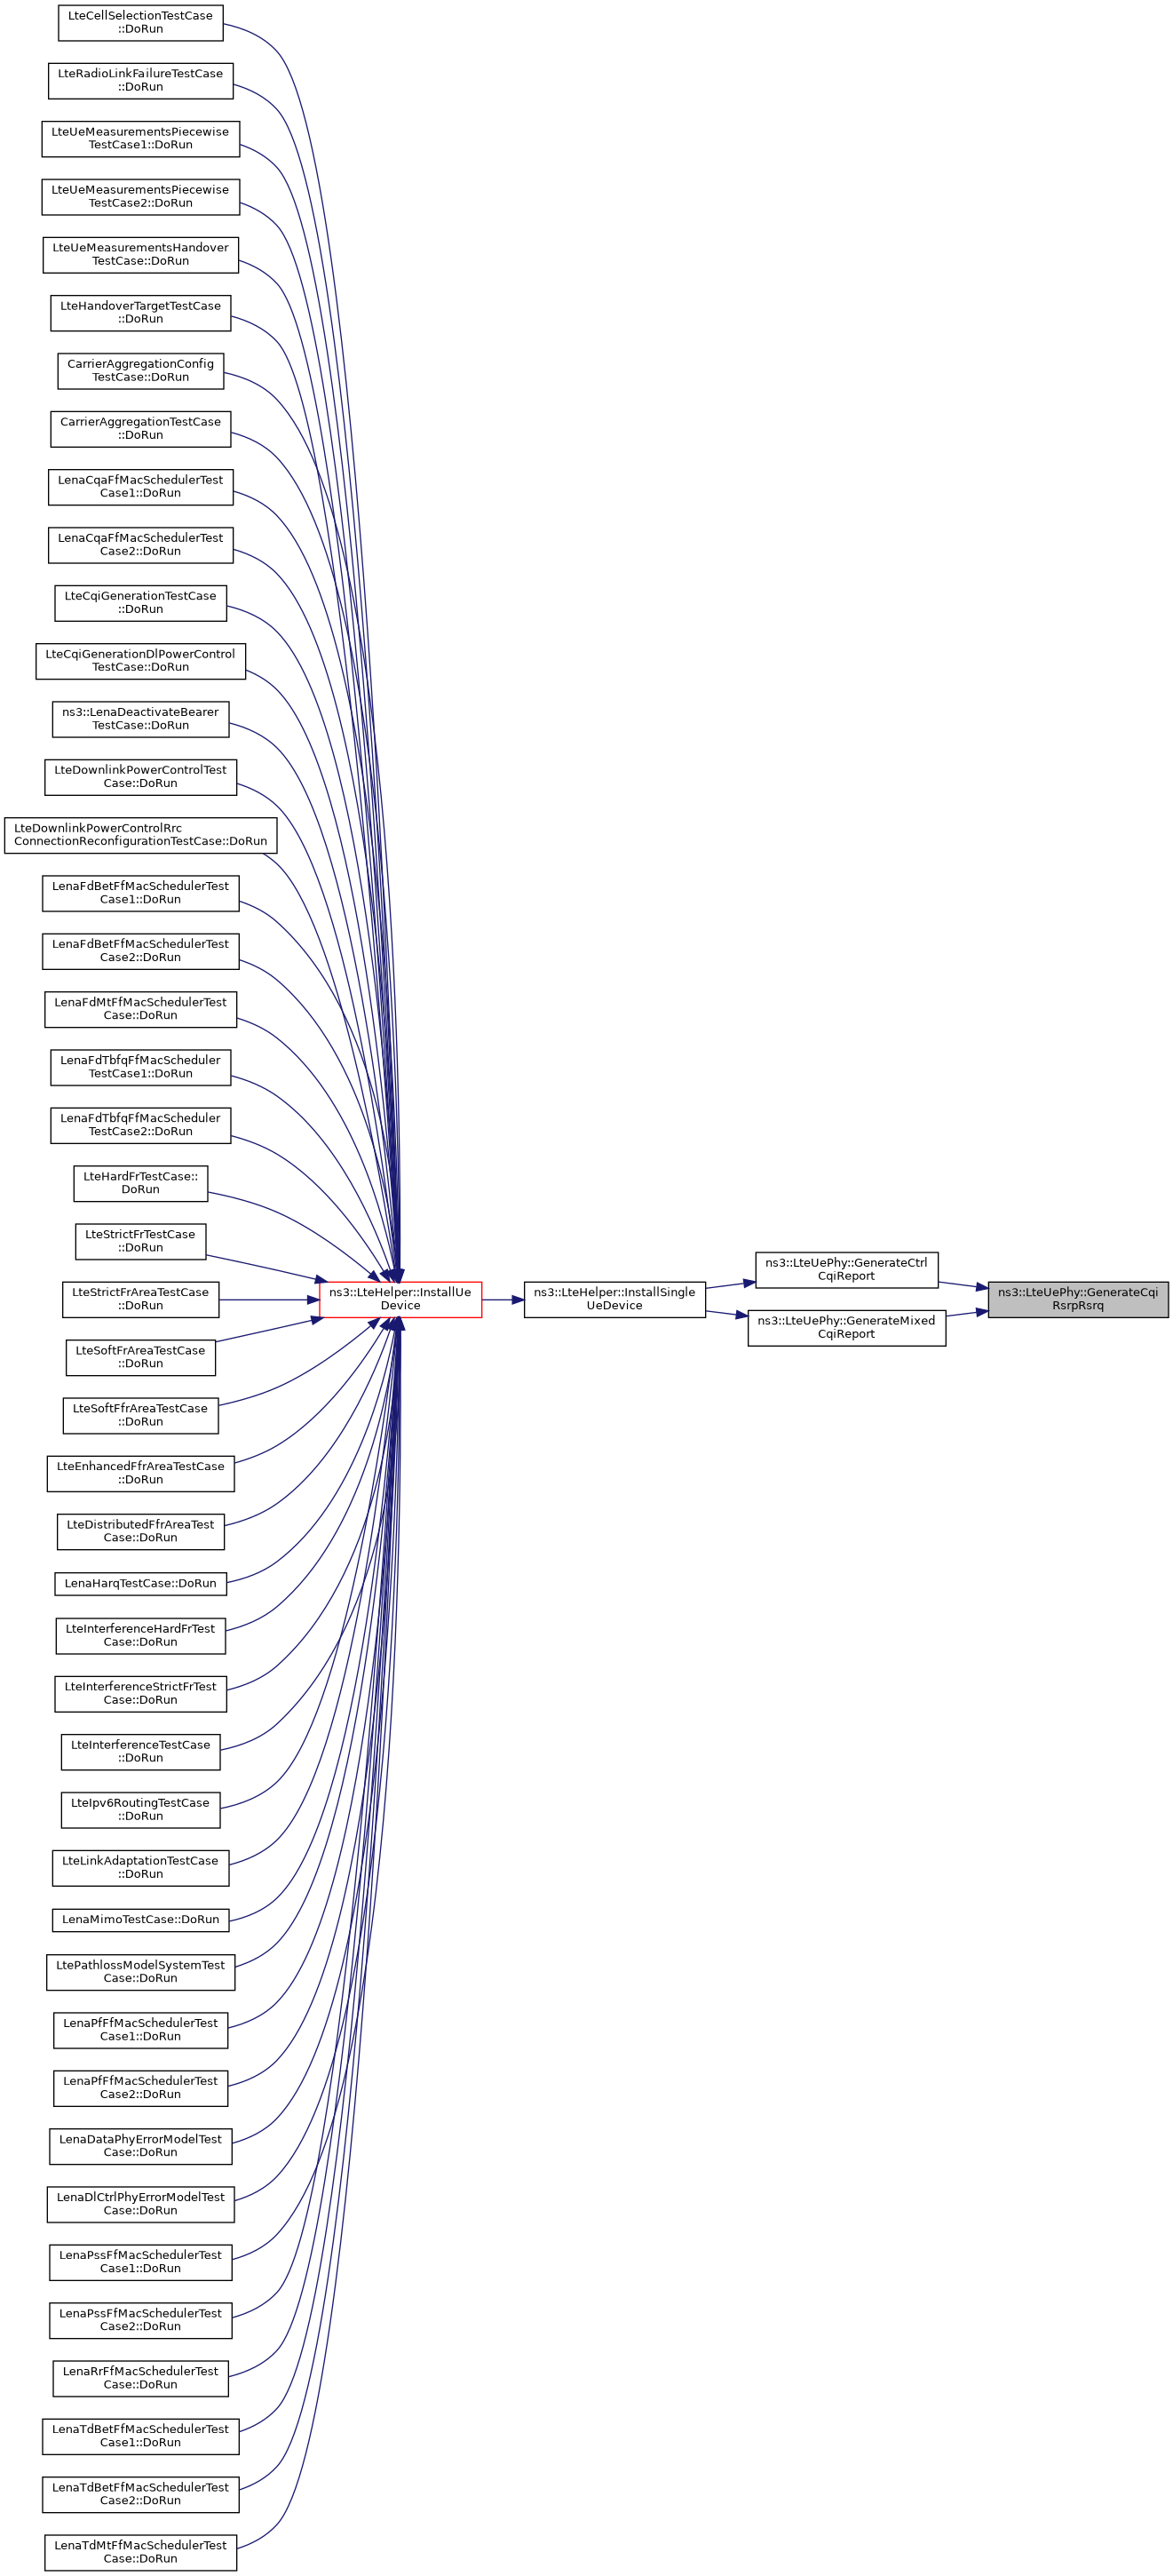 LteCellSelectionTestCase
::DoRun
LteRadioLinkFailureTestCase
::DoRun
LteUeMeasurementsPiecewise
TestCase1::DoRun
LteUeMeasurementsPiecewise
TestCase2::DoRun
LteUeMeasurementsHandover
TestCase::DoRun
LteHandoverTargetTestCase
::DoRun
CarrierAggregationConfig
TestCase::DoRun
CarrierAggregationTestCase
::DoRun
LenaCqaFfMacSchedulerTest
Case1::DoRun
LenaCqaFfMacSchedulerTest
Case2::DoRun
LteCqiGenerationTestCase
::DoRun
LteCqiGenerationDlPowerControl
TestCase::DoRun
ns3::LenaDeactivateBearer
TestCase::DoRun
LteDownlinkPowerControlTest
Case::DoRun
LteDownlinkPowerControlRrc
ConnectionReconfigurationTestCase::DoRun
LenaFdBetFfMacSchedulerTest
Case1::DoRun
LenaFdBetFfMacSchedulerTest
Case2::DoRun
LenaFdMtFfMacSchedulerTest
Case::DoRun
LenaFdTbfqFfMacScheduler
TestCase1::DoRun
LenaFdTbfqFfMacScheduler
TestCase2::DoRun
LteHardFrTestCase::
DoRun
LteStrictFrTestCase
::DoRun
LteStrictFrAreaTestCase
::DoRun
LteSoftFrAreaTestCase
::DoRun
LteSoftFfrAreaTestCase
::DoRun
LteEnhancedFfrAreaTestCase
::DoRun
LteDistributedFfrAreaTest
Case::DoRun
LenaHarqTestCase::DoRun
LteInterferenceHardFrTest
Case::DoRun
LteInterferenceStrictFrTest
Case::DoRun
LteInterferenceTestCase
::DoRun
LteIpv6RoutingTestCase
::DoRun
LteLinkAdaptationTestCase
::DoRun
LenaMimoTestCase::DoRun
LtePathlossModelSystemTest
Case::DoRun
LenaPfFfMacSchedulerTest
Case1::DoRun
LenaPfFfMacSchedulerTest
Case2::DoRun
LenaDataPhyErrorModelTest
Case::DoRun
LenaDlCtrlPhyErrorModelTest
Case::DoRun
LenaPssFfMacSchedulerTest
Case1::DoRun
LenaPssFfMacSchedulerTest
Case2::DoRun
LenaRrFfMacSchedulerTest
Case::DoRun
LenaTdBetFfMacSchedulerTest
Case1::DoRun
LenaTdBetFfMacSchedulerTest
Case2::DoRun
LenaTdMtFfMacSchedulerTest
Case::DoRun
ns3::LteHelper::InstallUe
Device
ns3::LteHelper::InstallSingle
UeDevice
ns3::LteUePhy::GenerateCtrl
CqiReport
ns3::LteUePhy::GenerateMixed
CqiReport
ns3::LteUePhy::GenerateCqi
RsrpRsrq